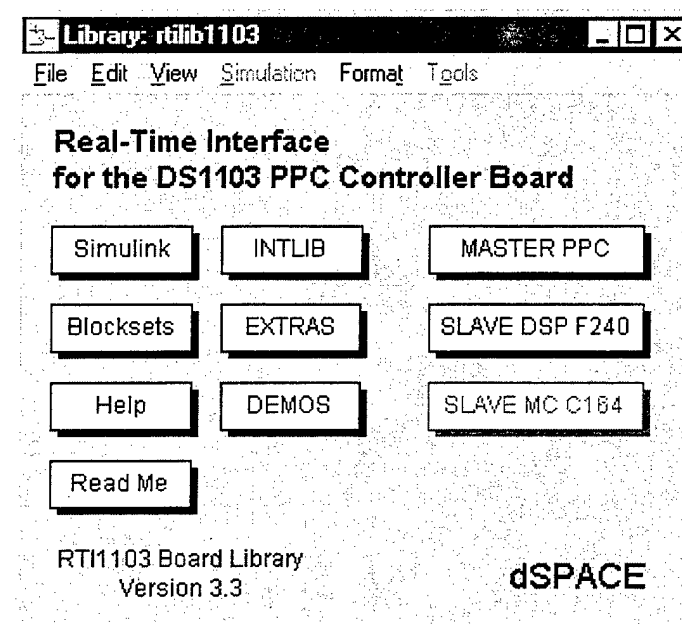 Library: rtilib1103
File Edit View Simulation Format Tools
Real-Time Interface
for the DS1103 PPC Controller Board
Simulink INTLIB MASTER PPC
Blocksets EXTRAS SLAVE DSP F240
Help DEMOS SLAVE MC C164
Read Me
RTI1103 Board Library
Version 3.3
dSPACE